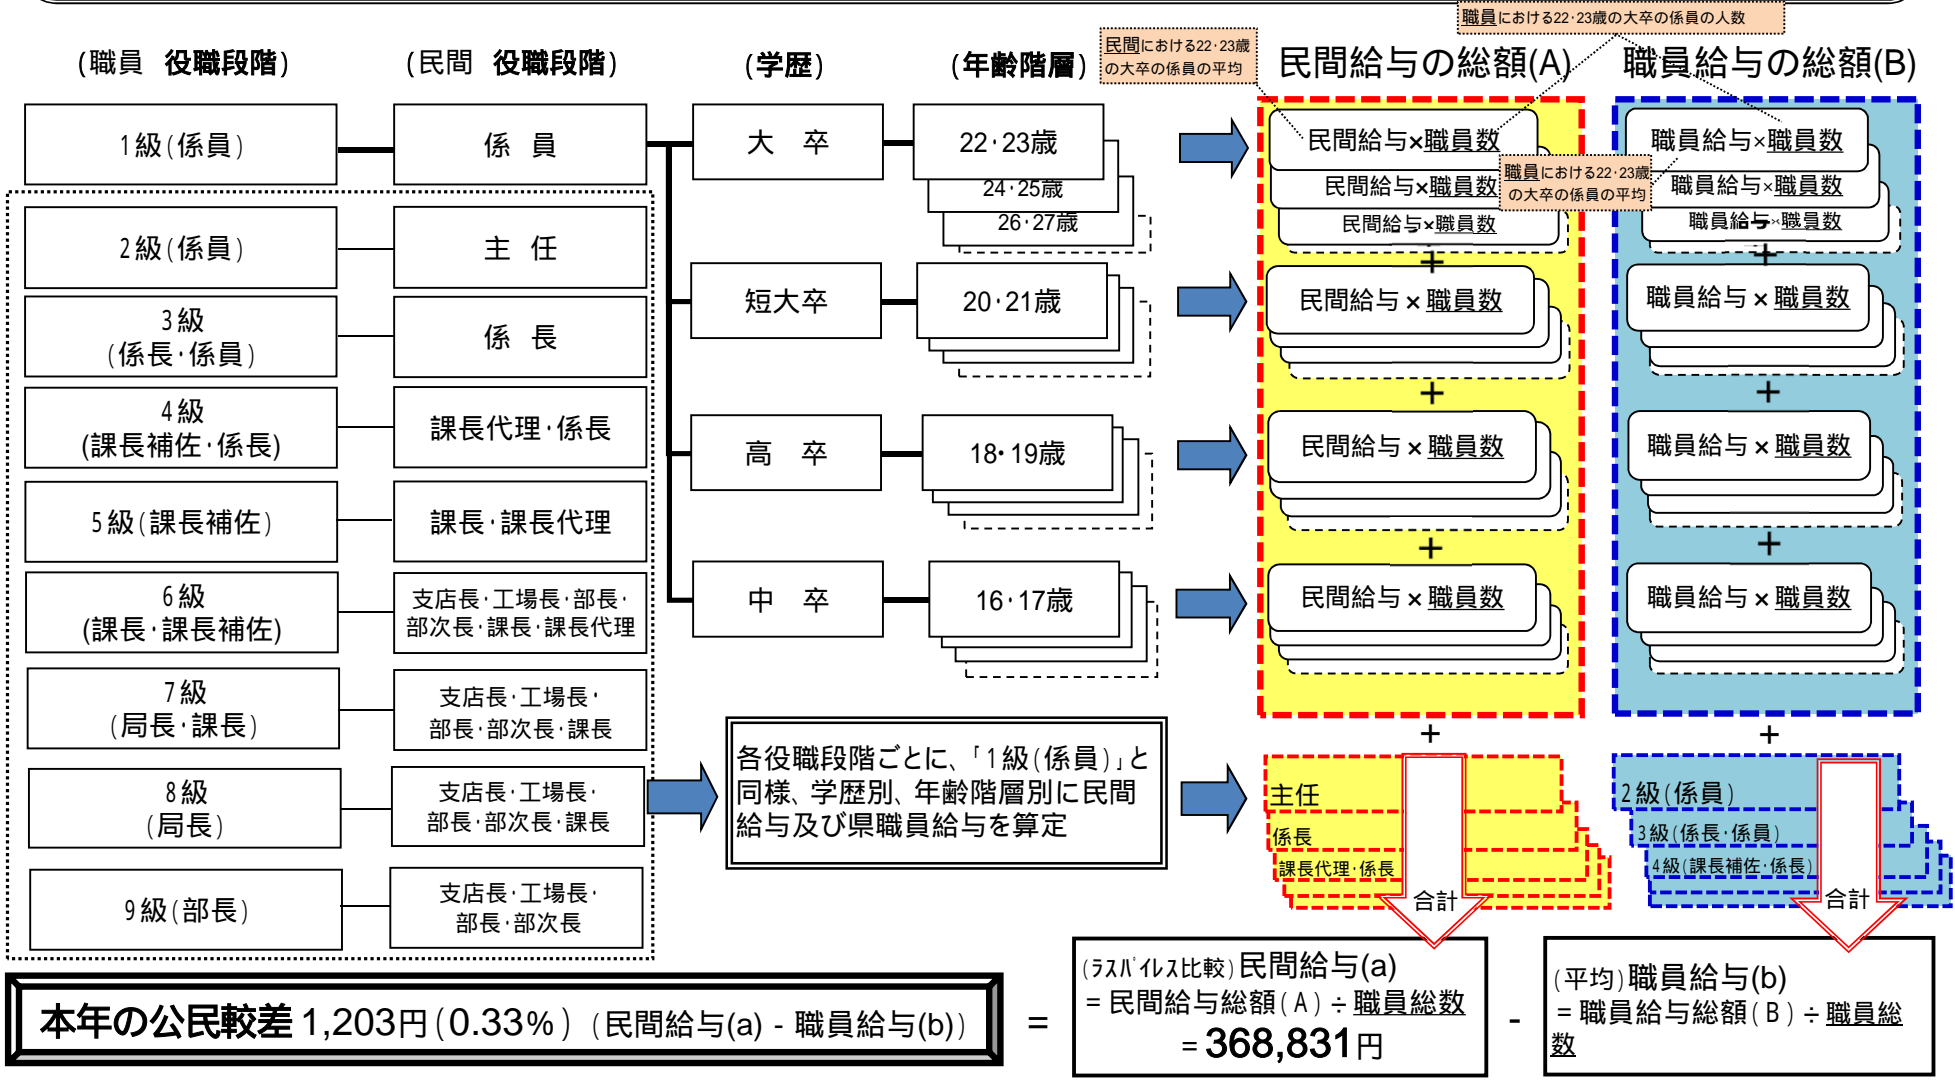 職員における22・23歳の大卒の係員の人数
(職員 役職段階)
(民間 役職段階)
(学歴)
(年齢階層)
民間における22・23歳
の大卒の係員の平均
民間給与の総額(A)
職員給与の総額(B)
1級(係員)
係 員
大 卒
22・23歳
24・25歳
26・27歳
民間給与×職員数
民間給与×職員数
民間給与×職員数
職員における22・23歳
の大卒の係員の平均
職員給与×職員数
職員給与×職員数
職員給与×職員数
2級(係員)
主 任
+
+
短大卒
20・21歳
民間給与×職員数
職員給与×職員数
3級
(係長・係員)
係 長
+
+
4級
(課長補佐・係長)
課長代理・係長
高 卒
18・19歳
民間給与×職員数
職員給与×職員数
5級(課長補佐)
課長・課長代理
+
+
6級
(課長・課長補佐)
支店長・工場長・部長・
部次長・課長・課長代理
中 卒
16・17歳
民間給与×職員数
職員給与×職員数
7級
(局長・課長)
支店長・工場長・
部長・部次長・課長
+
+
8級
(局長)
支店長・工場長・
部長・部次長・課長
各役職段階ごとに、「1級(係員)」と
同様、学歴別、年齢階層別に民間
給与及び県職員給与を算定
主任
係長
課長代理・係長
合計
2級(係員)
3級(係長・係員)
4級(課長補佐・係長)
合計
9級(部長)
支店長・工場長・
部長・部次長
本年の公民較差 1,203円(0.33%) (民間給与(a) - 職員給与(b))
=
(ラスパイレス比較)民間給与(a)
=民間給与総額(A)÷職員総数
=368,831円
-
(平均)職員給与(b)
=職員給与総額(B)÷職員総
数